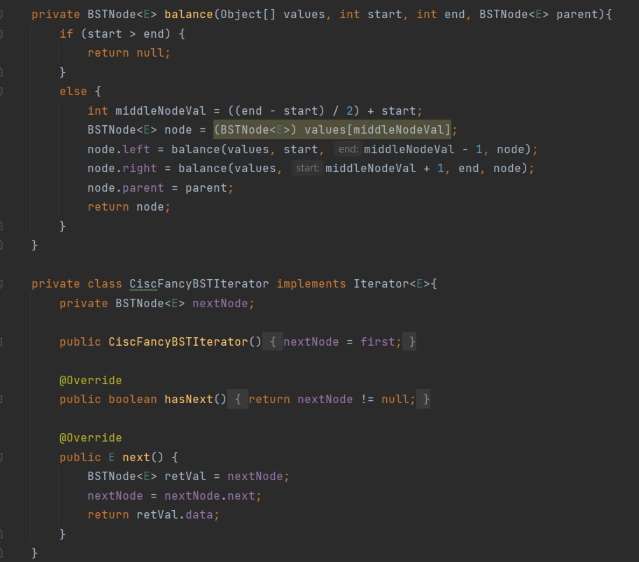 private BSTNode<E> balance(Object[] values, int start, int end, BSTNode<E> parent){
if (start > end) {
return null;
}
else {
int middleNodeVal = ((end - start) / 2) + start;
BSTNode<E> node = (BSTNode<E>) values[middleNodeVal];
node.left = balance(values, start, end: middleNodeVal - 1, node);
node.right = balance(values, start: middleNodeVal + 1, end, node);
node.parent = parent;
return node;
}
}
private class CiscFancyBSTIterator implements Iterator<E>{
private BSTNode<E> nextNode;
public CiscFancyBSTIterator() { nextNode = first; }
@Override
public boolean hasNext() { return nextNode != null; }
@Override
public E next() {
BSTNode<E> retVal = nextNode;
nextNode = nextNode.next;
return retVal.data;
}
}